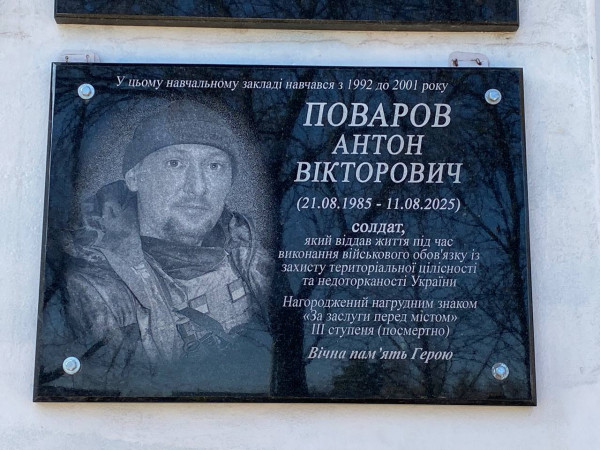 У цьому навчальному закладі навчався з 1992 до 2001 року
ПОВАРОВ
АНТОН
ВІКТОРОВИЧ
(21.08.1985 - 11.08.2025)
солдат,
який віддав життя під час
виконання військового обов'язку із
захисту територіальної цілісності
та недоторканості України
Нагороджений нагрудним знаком
«За заслуги перед містом»
III ступеня (посмертно)
Вічна пам'ять Герою